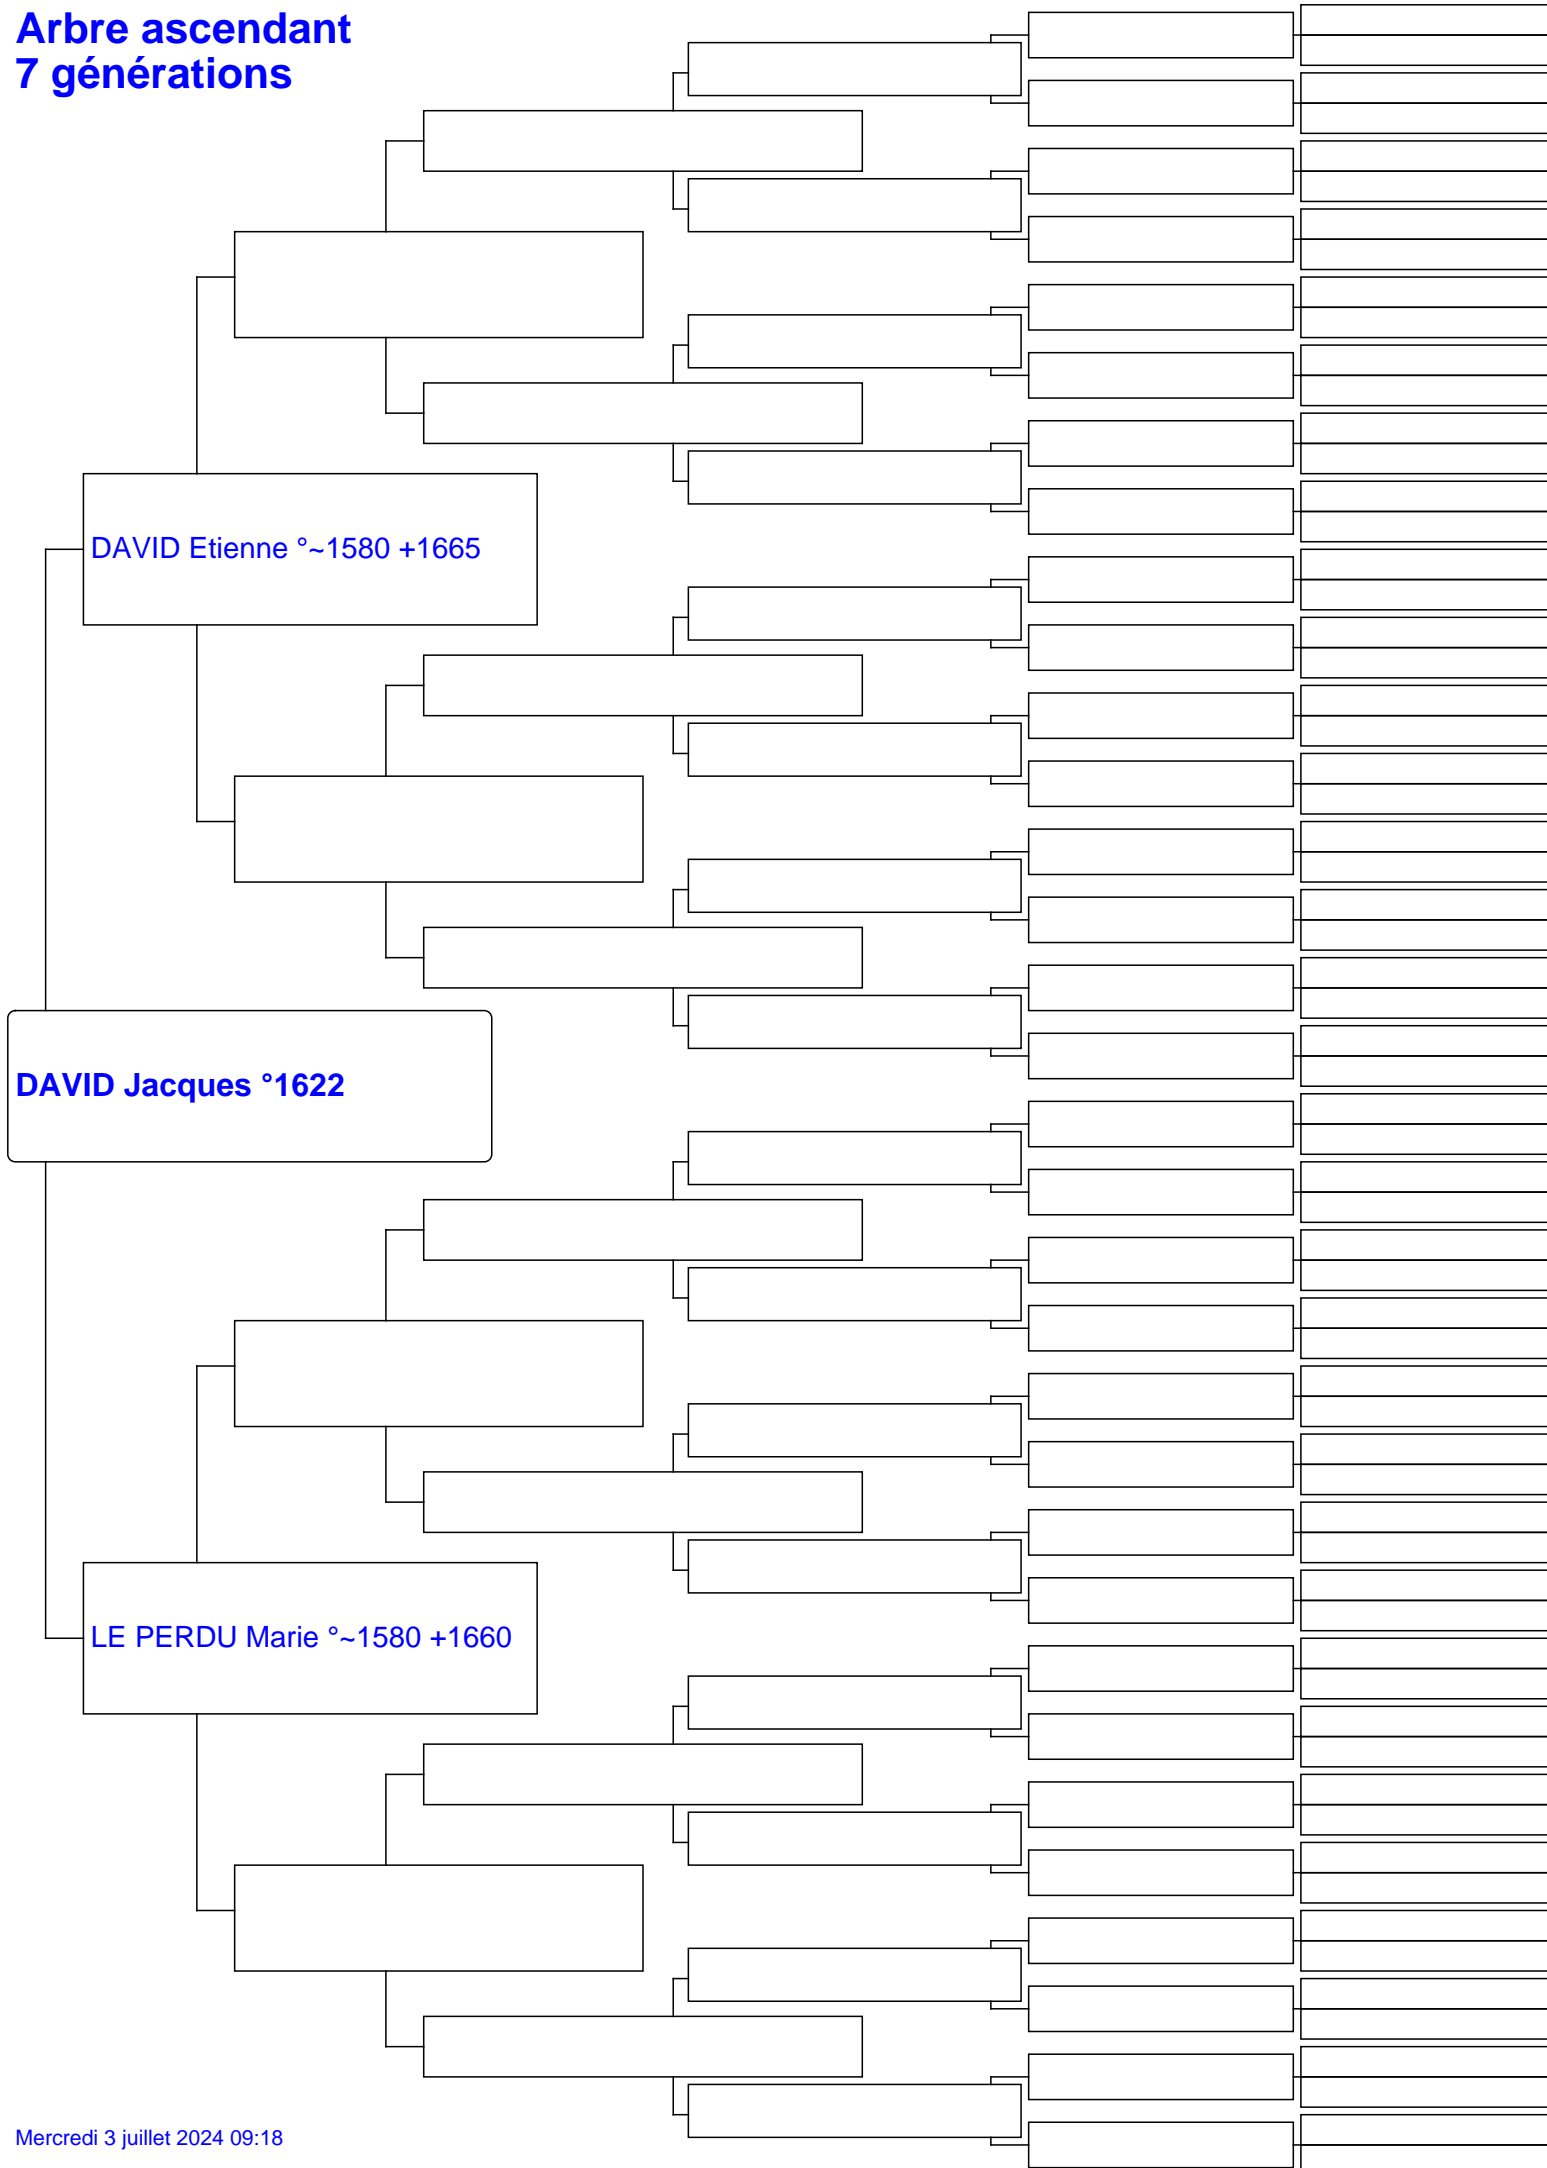 Arbre ascendant
7 générations
DAVID Etienne °~1580 +1665
DAVID Jacques °1622
LE PERDU Marie °~1580 +1660
Mercredi 3 juillet 2024 09:18